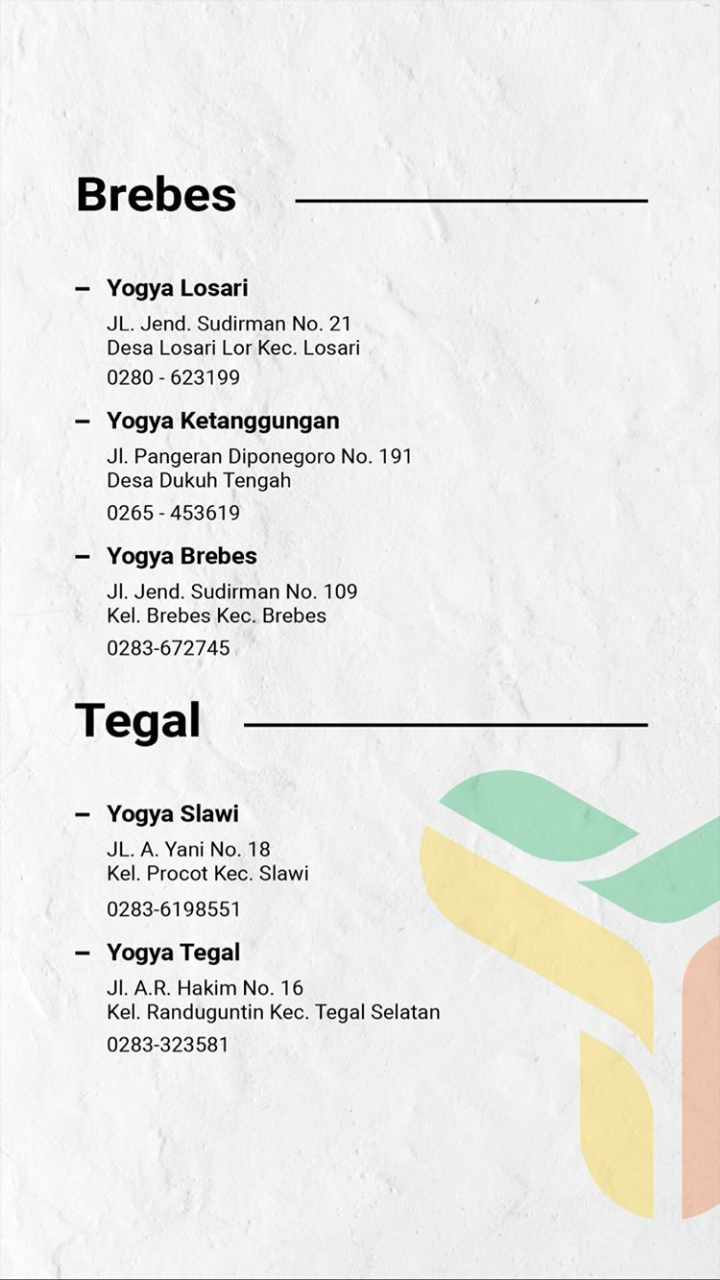 Brebes
– Yogya Losari
JL. Jend. Sudirman No. 21
Desa Losari Lor Kec. Losari
0280 - 623199
– Yogya Ketanggungan
Jl. Pangeran Diponegoro No. 191
Desa Dukuh Tengah
0265 - 453619
– Yogya Brebes
Jl. Jend. Sudirman No. 109
Kel. Brebes Kec. Brebes
0283-672745
Tegal
– Yogya Slawi
JL. A. Yani No. 18
Kel. Procot Kec. Slawi
0283-6198551
– Yogya Tegal
Jl. A.R. Hakim No. 16
Kel. Randuguntin Kec. Tegal Selatan
0283-323581